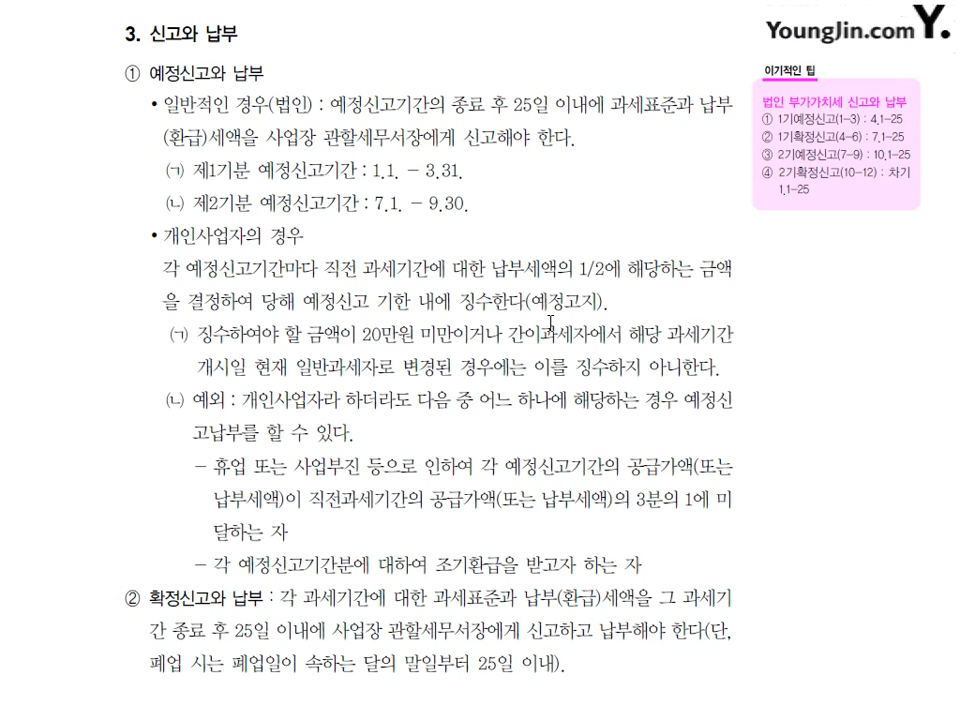 3. 신고와 납부
① 예정신고와 납부
• 일반적인 경우(법인) : 예정신고기간의 종료 후 25일 이내에 과세표준과 납부
(환급)세액을 사업장 관할세무서장에게 신고해야 한다.
㈀ 제1기분 예정신고기간 : 1.1. - 3.31.
㈁ 제2기분 예정신고기간 : 7.1. - 9.30.
• 개인사업자의 경우
각 예정신고기간마다 직전 과세기간에 대한 납부세액의 1/2에 해당하는 금액
을 결정하여 당해 예정신고 기한 내에 징수한다(예정고지).
㈀ 징수하여야 할 금액이 20만원 미만이거나 간이과세자에서 해당 과세기간
개시일 현재 일반과세자로 변경된 경우에는 이를 징수하지 아니한다.
㈁ 예외 : 개인사업자라 하더라도 다음 중 어느 하나에 해당하는 경우 예정신
고납부를 할 수 있다.
- 휴업 또는 사업부진 등으로 인하여 각 예정신고기간의 공급가액(또는
납부세액)이 직전과세기간의 공급가액(또는 납부세액)의 3분의 1에 미
달하는 자
- 각 예정신고기간분에 대하여 조기환급을 받고자 하는 자
② 확정신고와 납부 : 각 과세기간에 대한 과세표준과 납부(환급)세액을 그 과세기
간 종료 후 25일 이내에 사업장 관할세무서장에게 신고하고 납부해야 한다(단,
폐업 시는 폐업일이 속하는 달의 말일부터 25일 이내).
YoungJin.com Y.
이기적인 팁
법인 부가가치세 신고와 납부
① 1기예정신고(1-3) : 4.1-25
② 1기확정신고(4-6) : 7.1-25
③ 2기예정신고(7-9) : 10.1-25
④ 2기확정신고(10-12) : 차기
1.1-25